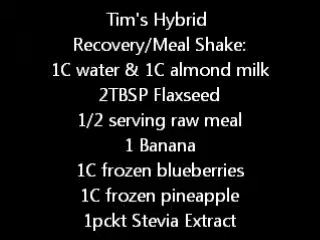 Tim's Hybrid
Recovery/Meal Shake:
1C water & 1C almond milk
2TBSP Flaxseed
1/2 serving raw meal
1 Banana
1C frozen blueberries
1C frozen pineapple
1pckt Stevia Extract